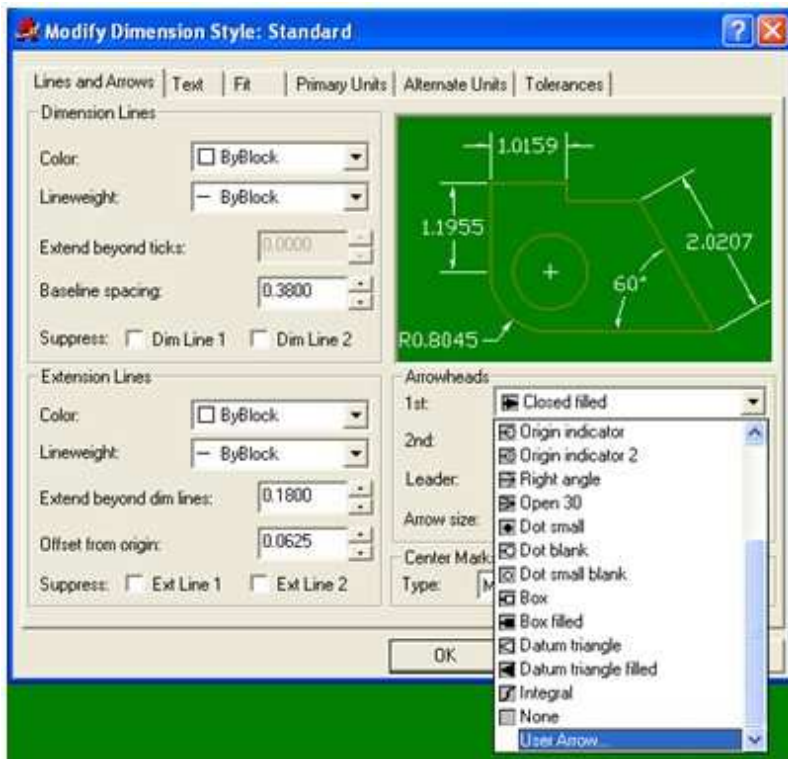 Modify Dimension Style: Standard
Lines and Arrows Text Fit Primary Units Alternate Units Tolerances
Dimension Lines
Color: ByBlock
Lineweight: ByBlock
Extend beyond ticks: 0.0000
Baseline spacing: 0.3800
Suppress: Dim Line 1 Dim Line 2
1.0159
1.1955
2.0207
60°
R0.8045
Extension Lines
Color: ByBlock
Lineweight: ByBlock
Extend beyond dim lines: 0.1800
Offset from origin: 0.0625
Suppress: Ext Line 1 Ext Line 2
Arrowheads
1st: Closed filled
2nd:
Leader:
Arrow size:
Center Mark
Type: M
Origin indicator
Origin indicator 2
Right angle
Open 30
Dot small
Dot blank
Dot small blank
Box
Box filled
Datum triangle
Datum triangle filled
Integral
None
User Arrow...
OK